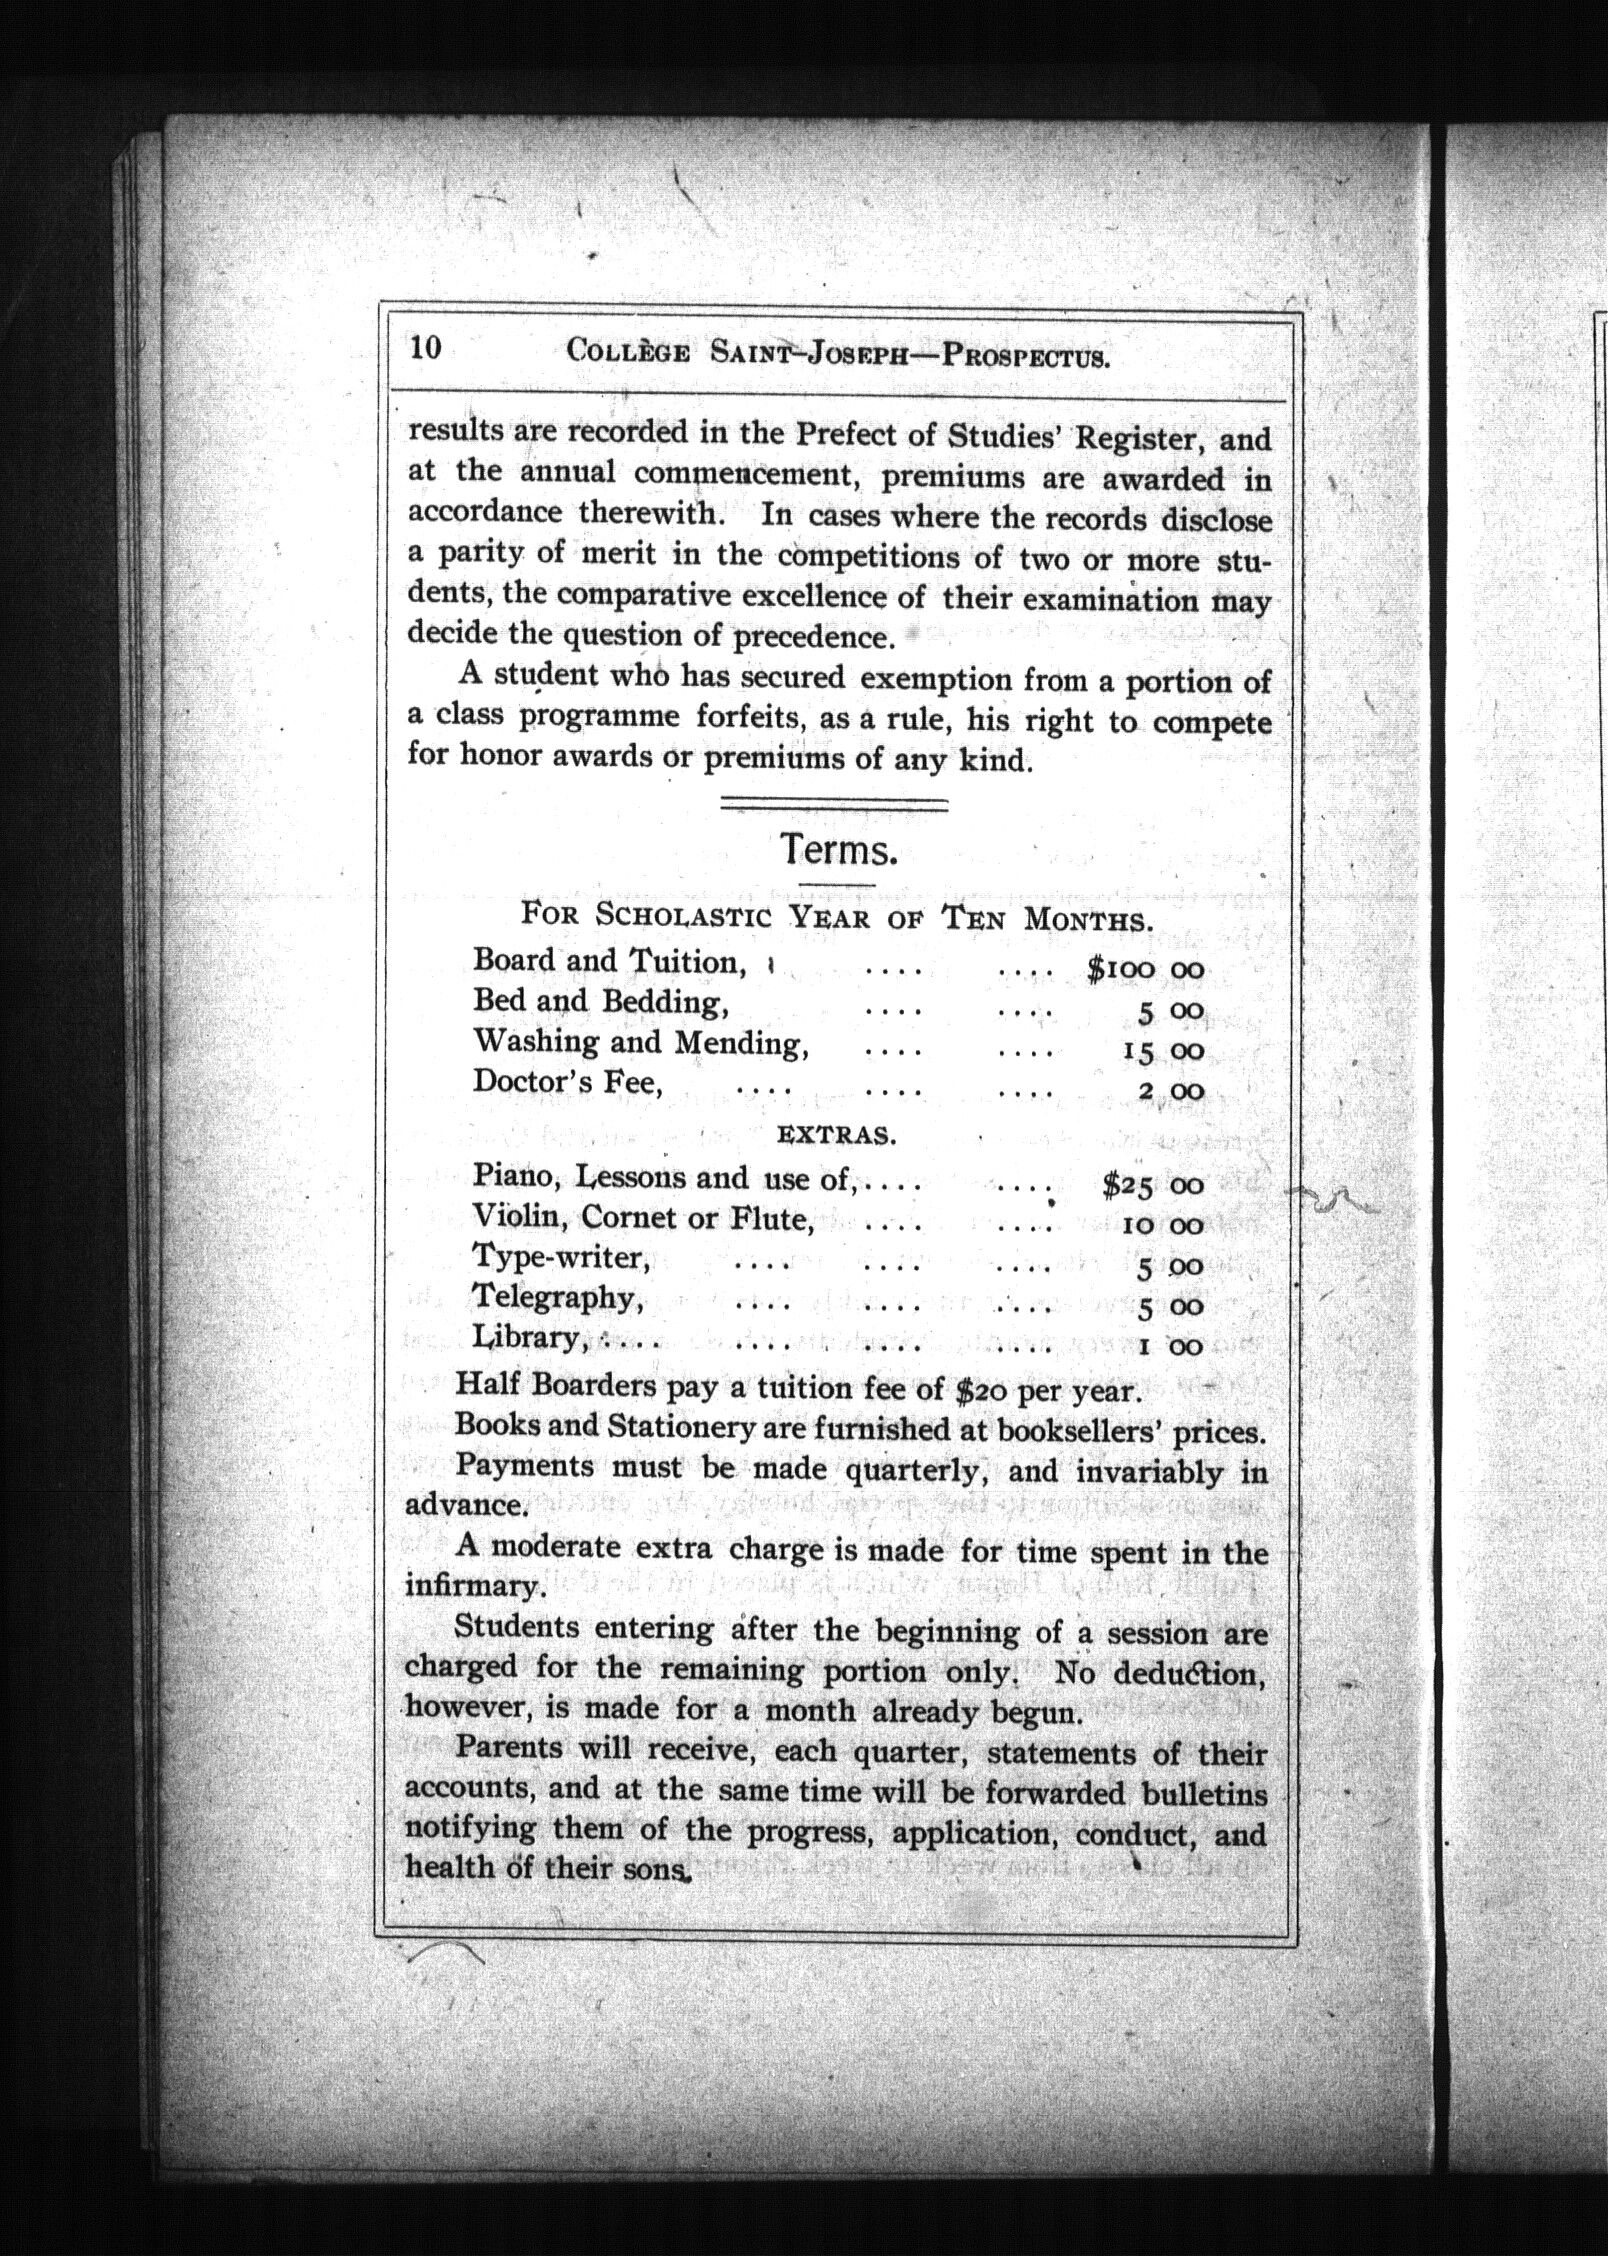 10 COLLÈGE SAINT-JOSEPH—PROSPECTUS.
results are recorded in the Prefect of Studies' Register, and
at the annual commencement, premiums are awarded in
accordance therewith. In cases where the records disclose
a parity of merit in the competitions of two or more stu-
dents, the comparative excellence of their examination may
decide the question of precedence.
A student who has secured exemption from a portion of
a class programme forfeits, as a rule, his right to compete
for honor awards or premiums of any kind.
Terms.
FOR SCHOLASTIC YEAR OF TEN MONTHS.
Board and Tuition, .... .... $100 00
Bed and Bedding, .... .... 5 00
Washing and Mending, .... .... 15 00
Doctor's Fee, .... .... .... 2 00
EXTRAS.
Piano, Lessons and use of,.... .... $25 00
Violin, Cornet or Flute, .... .... 10 00
Type-writer, .... .... .... 5 00
Telegraphy, .... .... .... 5 00
Library, .... .... .... .... 1 00
Half Boarders pay a tuition fee of $20 per year.
Books and Stationery are furnished at booksellers' prices.
Payments must be made quarterly, and invariably in
advance.
A moderate extra charge is made for time spent in the
infirmary.
Students entering after the beginning of a session are
charged for the remaining portion only. No deduction,
however, is made for a month already begun.
Parents will receive, each quarter, statements of their
accounts, and at the same time will be forwarded bulletins
notifying them of the progress, application, conduct, and
health of their sons.